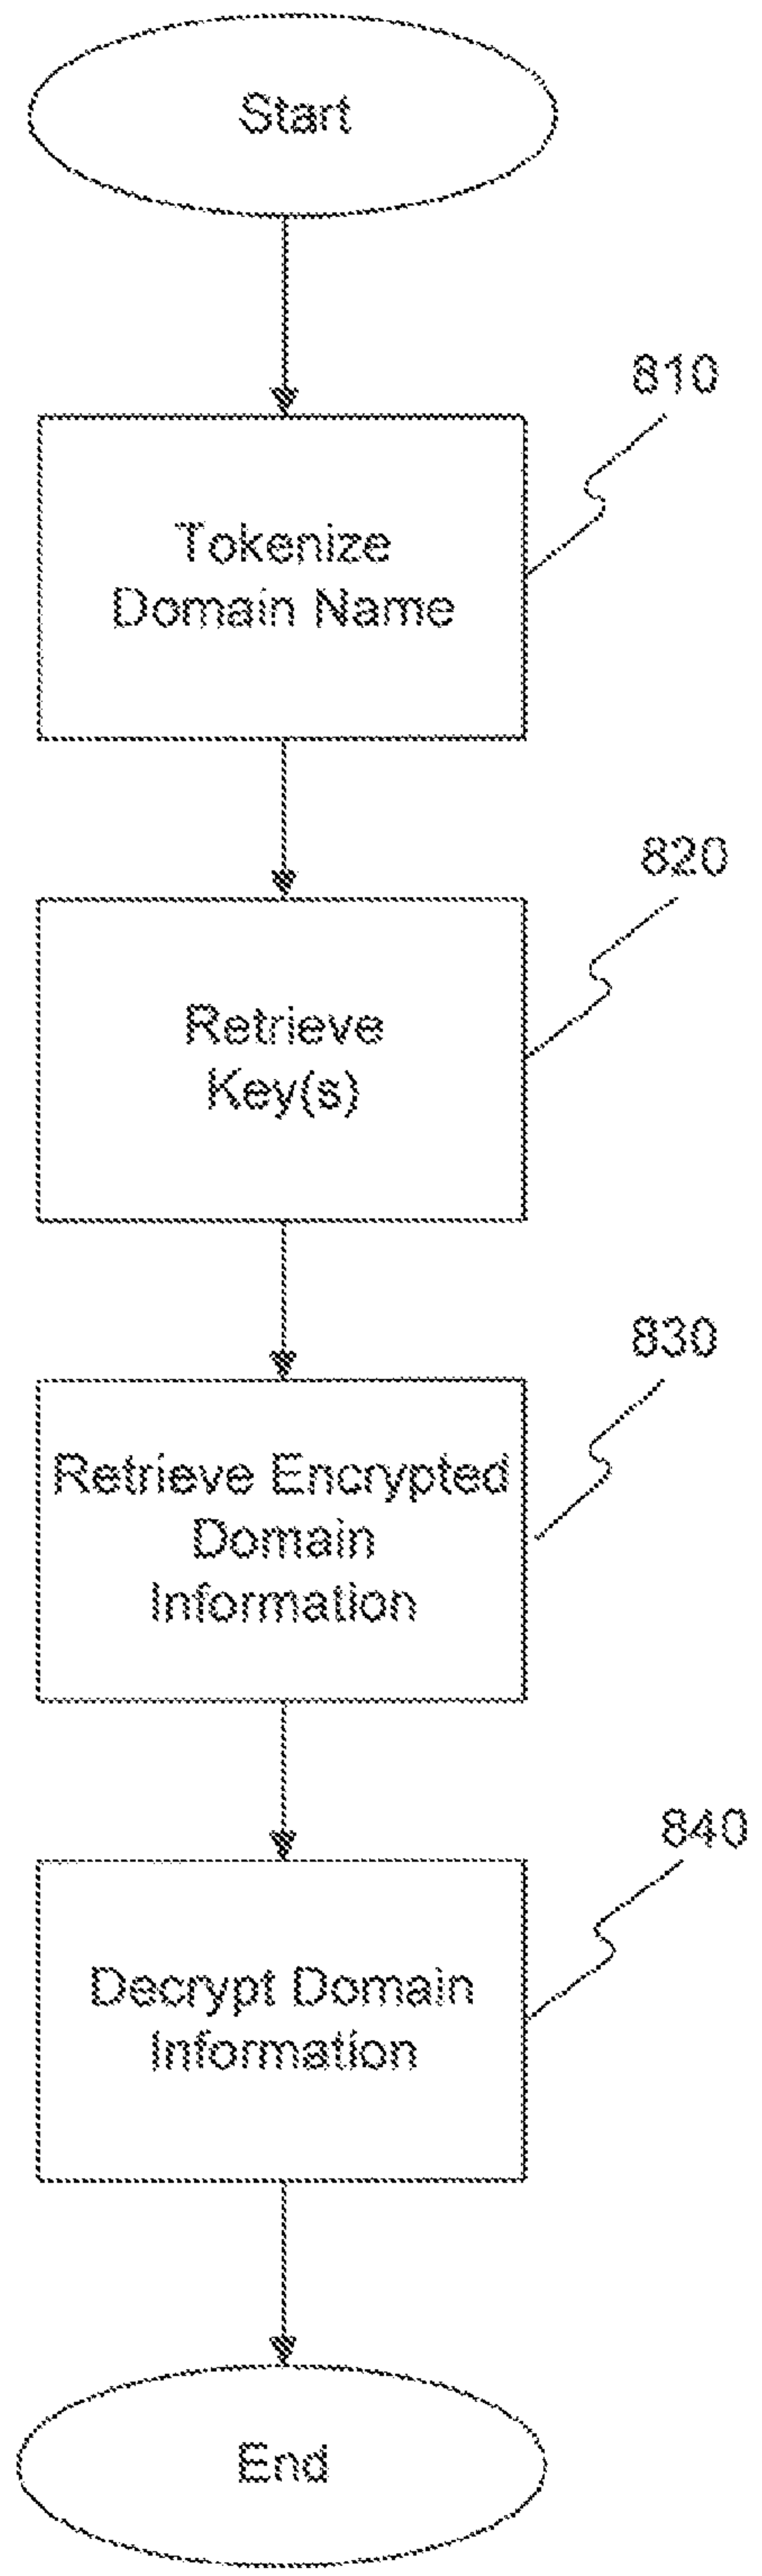 Start
810
Tokenize
Domain Name
820
Retrieve
Key(s)
830
Retrieve Encrypted
Domain
Information
840
Decrypt Domain
Information
End